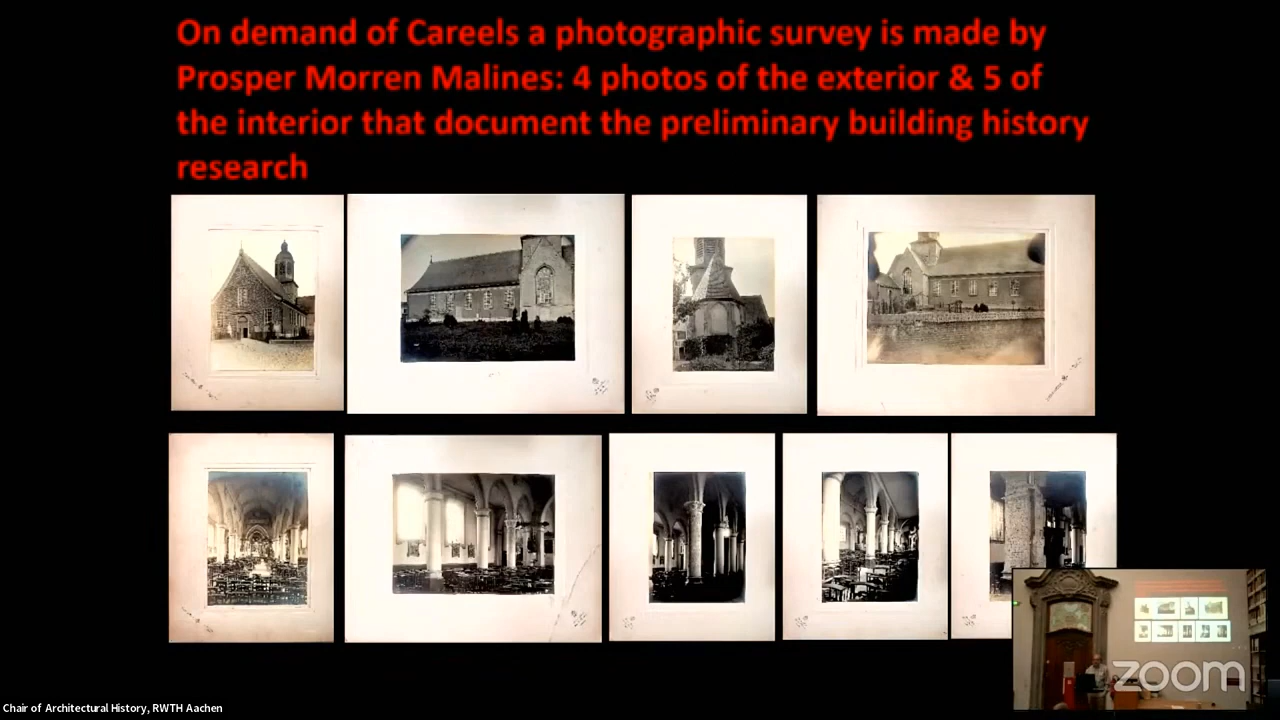 On demand of Careels a photographic survey is made by
Prosper Morren Malines: 4 photos of the exterior & 5 of
the interior that document the preliminary building history
research
zoom
Chair of Architectural History, RWTH Aachen